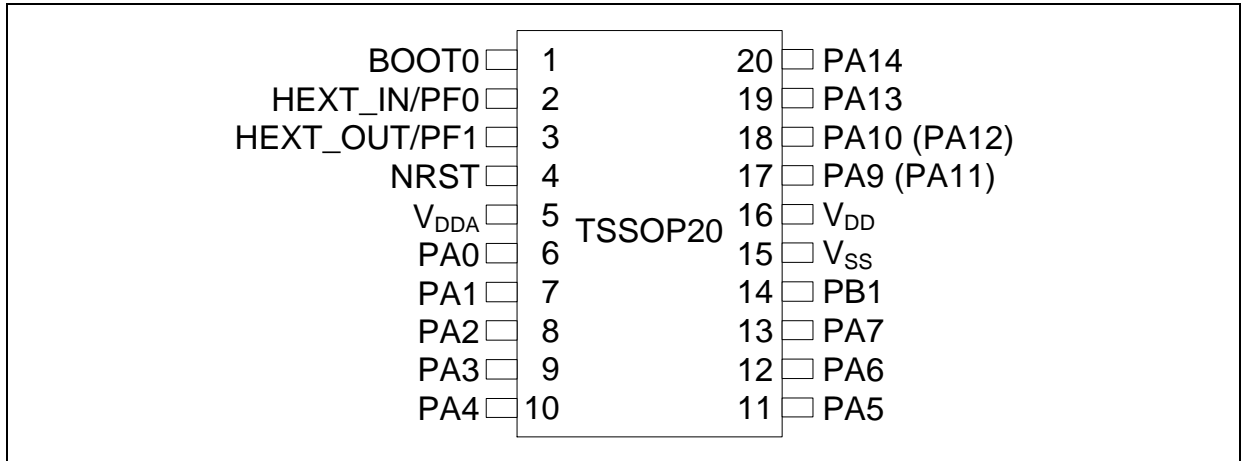 BOOT0 1 20 PA14
HEXT_IN/PF0 2 19 PA13
HEXT_OUT/PF1 3 18 PA10 (PA12)
NRST 4 17 PA9 (PA11)
VDDA 5 16 VDD
TSSOP20
PA0 6 15 VSS
PA1 7 14 PB1
PA2 8 13 PA7
PA3 9 12 PA6
PA4 10 11 PA5